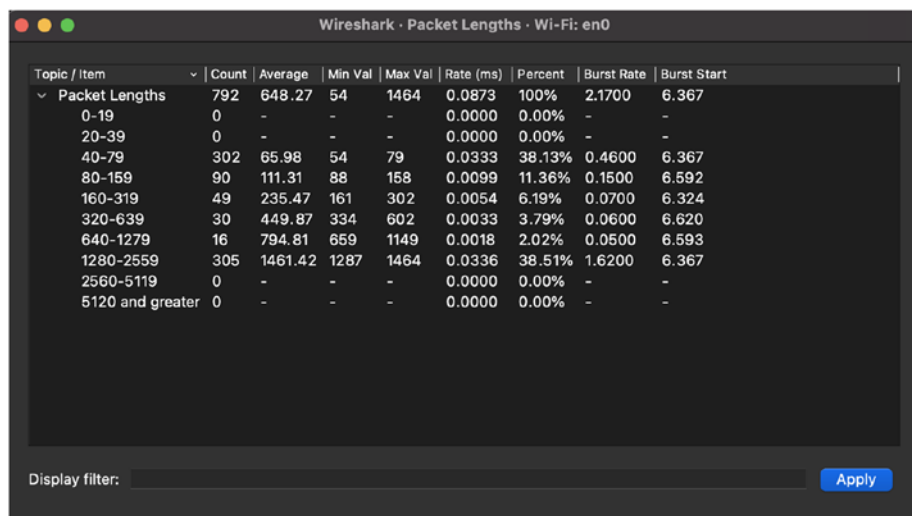 Wireshark · Packet Lengths · Wi-Fi: en0
Topic / Item Count Average Min Val Max Val Rate (ms) Percent Burst Rate Burst Start
Packet Lengths 792 648.27 54 1464 0.0873 100% 2.1700 6.367
0-19 0 - - - 0.0000 0.00% - -
20-39 0 - - - 0.0000 0.00% - -
40-79 302 65.98 54 79 0.0333 38.13% 0.4600 6.367
80-159 90 111.31 88 158 0.0099 11.36% 0.1500 6.592
160-319 49 235.47 161 302 0.0054 6.19% 0.0700 6.324
320-639 30 449.87 334 602 0.0033 3.79% 0.0600 6.620
640-1279 16 794.81 659 1149 0.0018 2.02% 0.0500 6.593
1280-2559 305 1461.42 1287 1464 0.0336 38.51% 1.6200 6.367
2560-5119 0 - - - 0.0000 0.00% - -
5120 and greater 0 - - - 0.0000 0.00% - -
Display filter: Apply